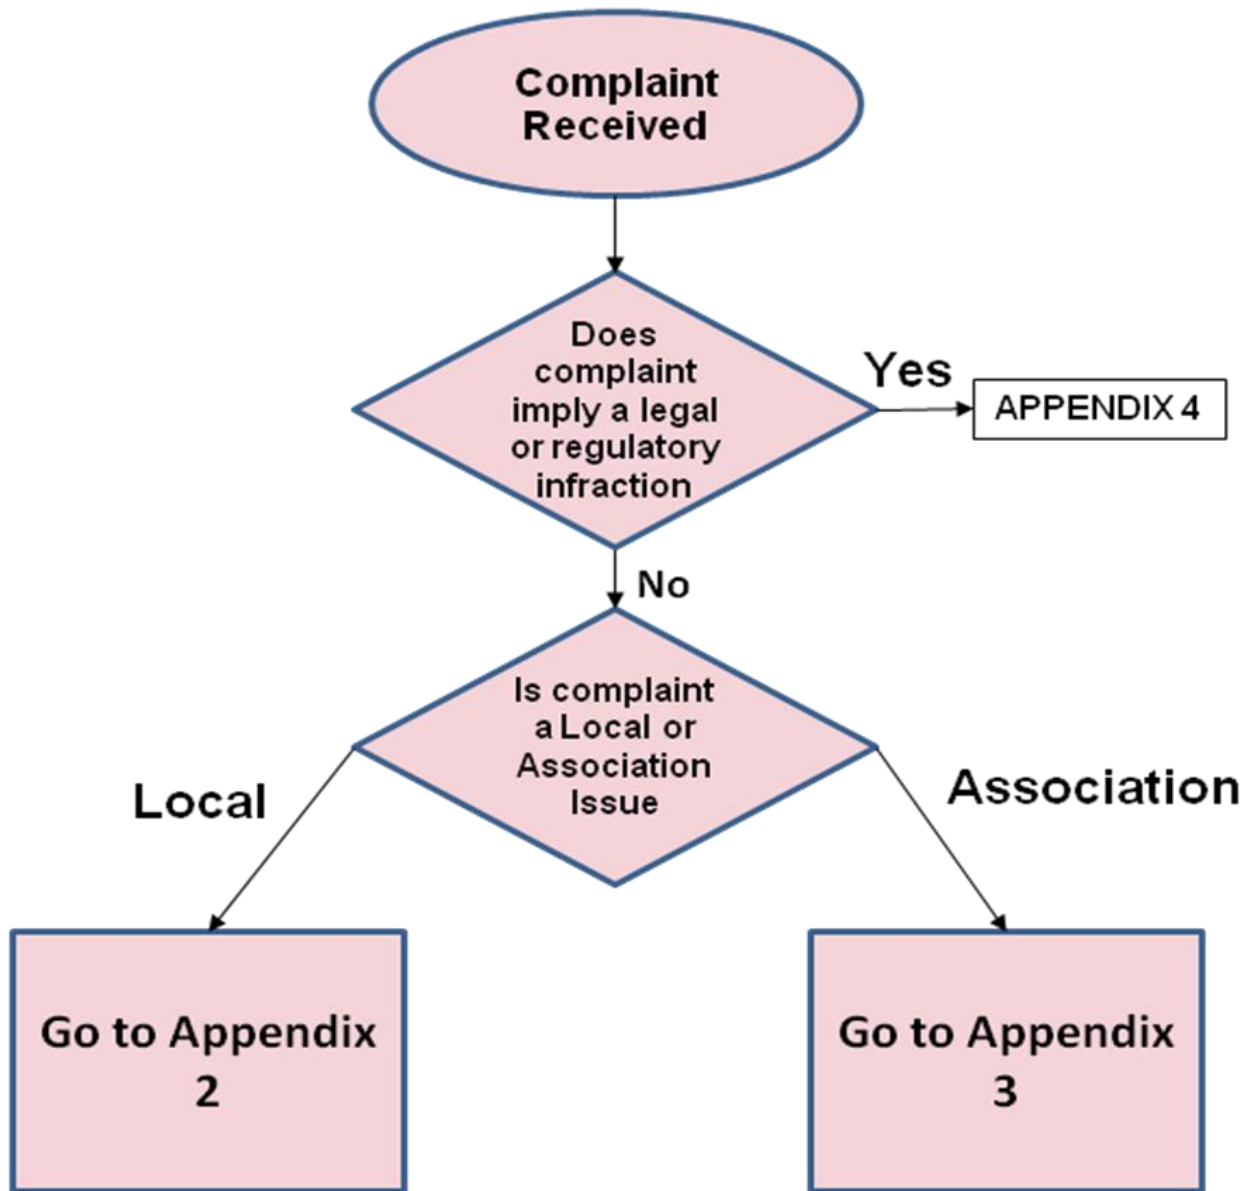 Complaint
Received
Does
complaint
imply a legal
or regulatory
infraction
Yes
APPENDIX 4
No
Is complaint
a Local or
Association
Issue
Local
Association
Go to Appendix
2
Go to Appendix
3